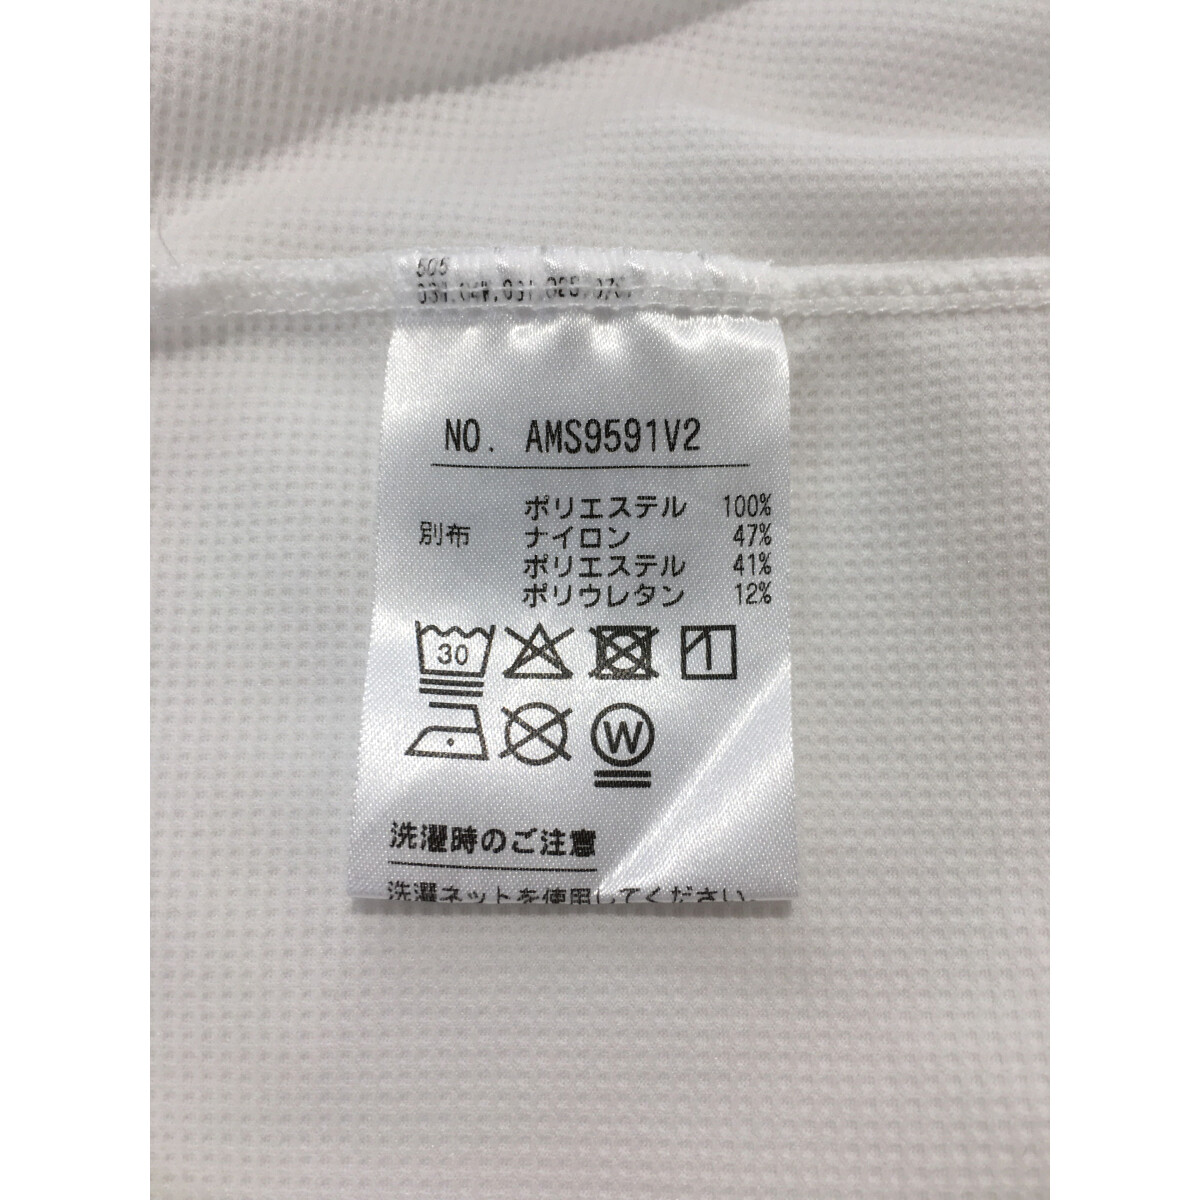 505
NO. AMS9591V2
ポリエステル 100%
別布 ナイロン 47%
ポリエステル 41%
ポリウレタン 12%
30
W
洗濯時のご注意
洗濯ネットを使用してください。